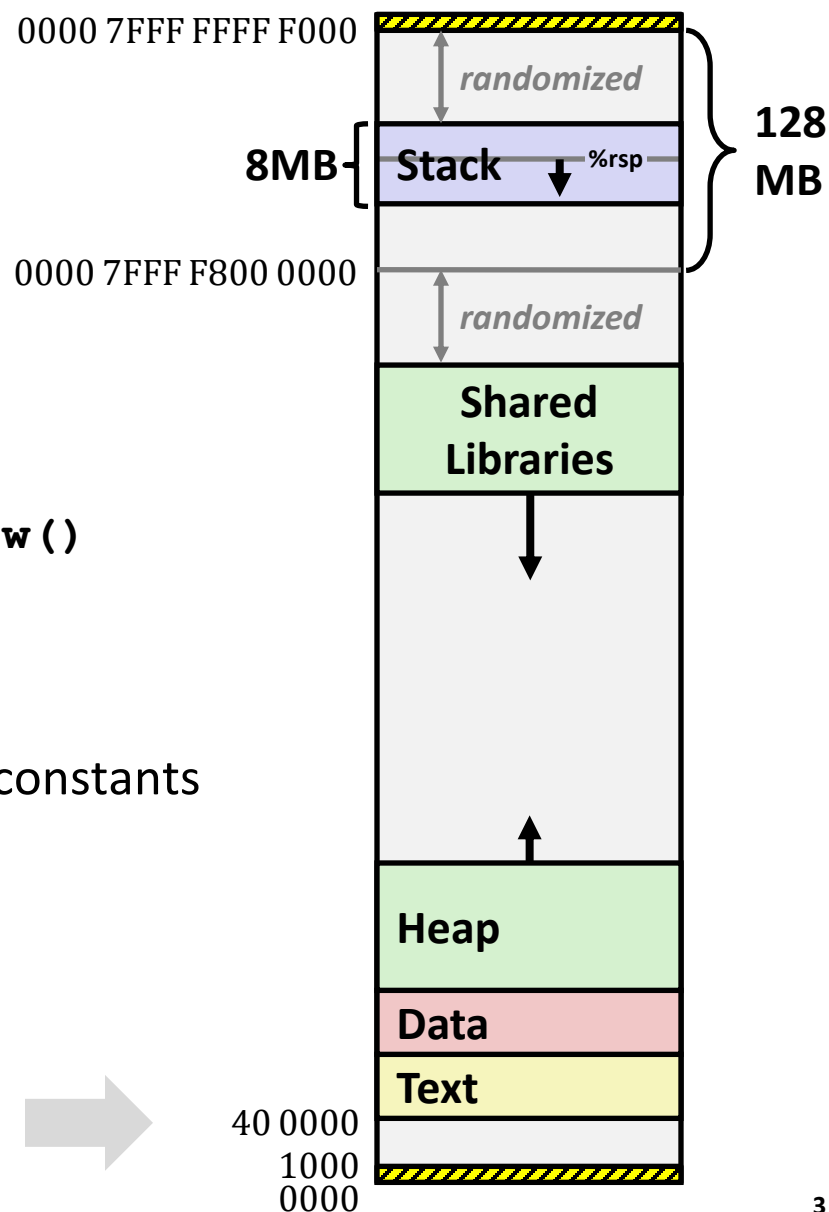 0000 7FFF FFFF F000
randomized
128
MB
8MB
Stack
%rsp
0000 7FFF F800 0000
randomized
Shared
Libraries
w()
constants
Heap
Data
Text
40 0000
1000
0000
3